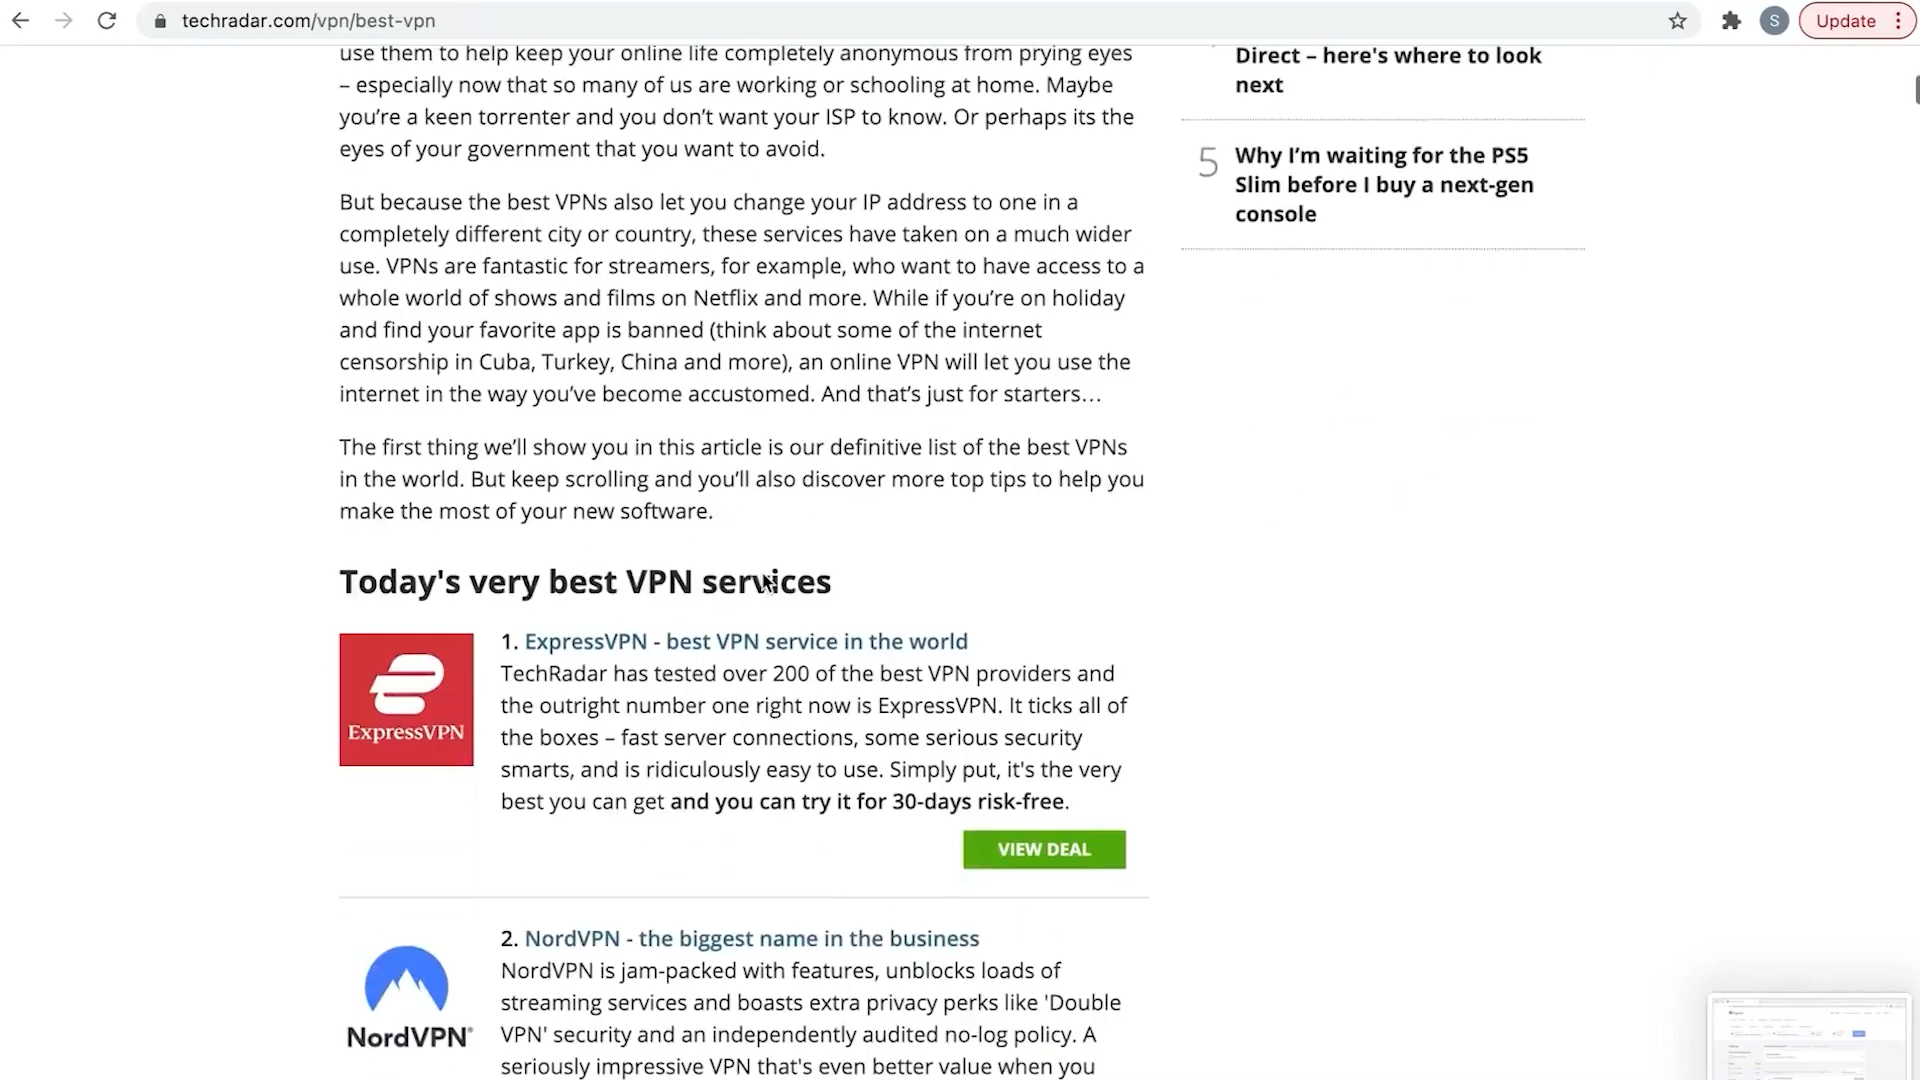 techradar.com/vpn/best-vpn
S
Update
use them to help keep your online life completely anonymous from prying eyes
– especially now that so many of us are working or schooling at home. Maybe
you’re a keen torrenter and you don’t want your ISP to know. Or perhaps its the
eyes of your government that you want to avoid.
But because the best VPNs also let you change your IP address to one in a
completely different city or country, these services have taken on a much wider
use. VPNs are fantastic for streamers, for example, who want to have access to a
whole world of shows and films on Netflix and more. While if you’re on holiday
and find your favorite app is banned (think about some of the internet
censorship in Cuba, Turkey, China and more), an online VPN will let you use the
internet in the way you’ve become accustomed. And that’s just for starters…
The first thing we’ll show you in this article is our definitive list of the best VPNs
in the world. But keep scrolling and you’ll also discover more top tips to help you
make the most of your new software.
Today's very best VPN services
ExpressVPN
1. ExpressVPN - best VPN service in the world
TechRadar has tested over 200 of the best VPN providers and
the outright number one right now is ExpressVPN. It ticks all of
the boxes – fast server connections, some serious security
smarts, and is ridiculously easy to use. Simply put, it's the very
best you can get and you can try it for 30-days risk-free.
VIEW DEAL
NordVPN®
2. NordVPN - the biggest name in the business
NordVPN is jam-packed with features, unblocks loads of
streaming services and boasts extra privacy perks like 'Double
VPN' security and an independently audited no-log policy. A
seriously impressive VPN that's even better value when you
Direct – here's where to look
next
5
Why I’m waiting for the PS5
Slim before I buy a next-gen
console